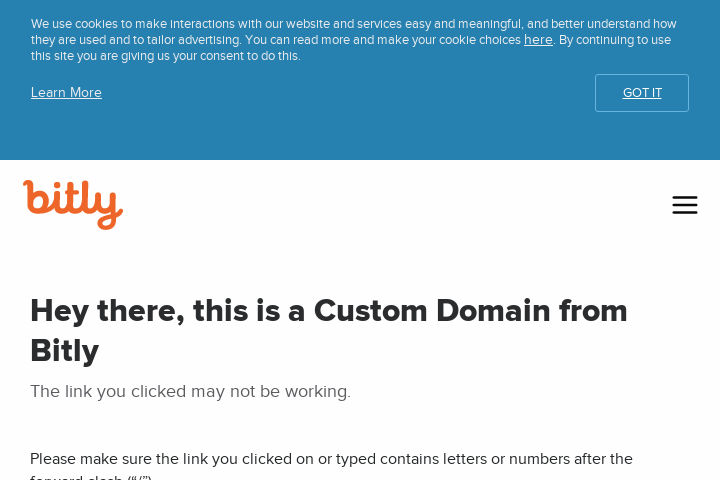 We use cookies to make interactions with our website and services easy and meaningful, and better understand how
they are used and to tailor advertising. You can read more and make your cookie choices here. By continuing to use
this site you are giving us your consent to do this.
Learn More
GOT IT
bitly
Hey there, this is a Custom Domain from
Bitly
The link you clicked may not be working.
Please make sure the link you clicked on or typed contains letters or numbers after the
forward slash (“/”)